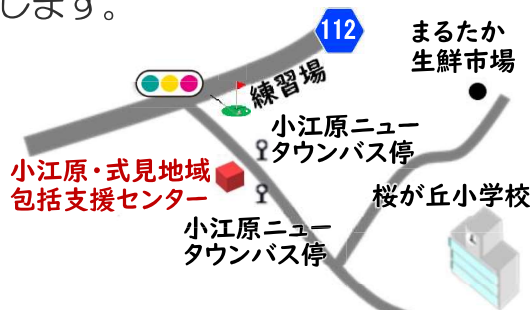 します。
112
まるたか
生鮮市場
練習場
小江原ニュー
タウンバス停
小江原・式見地域
包括支援センター
桜が丘小学校
小江原ニュー
タウンバス停